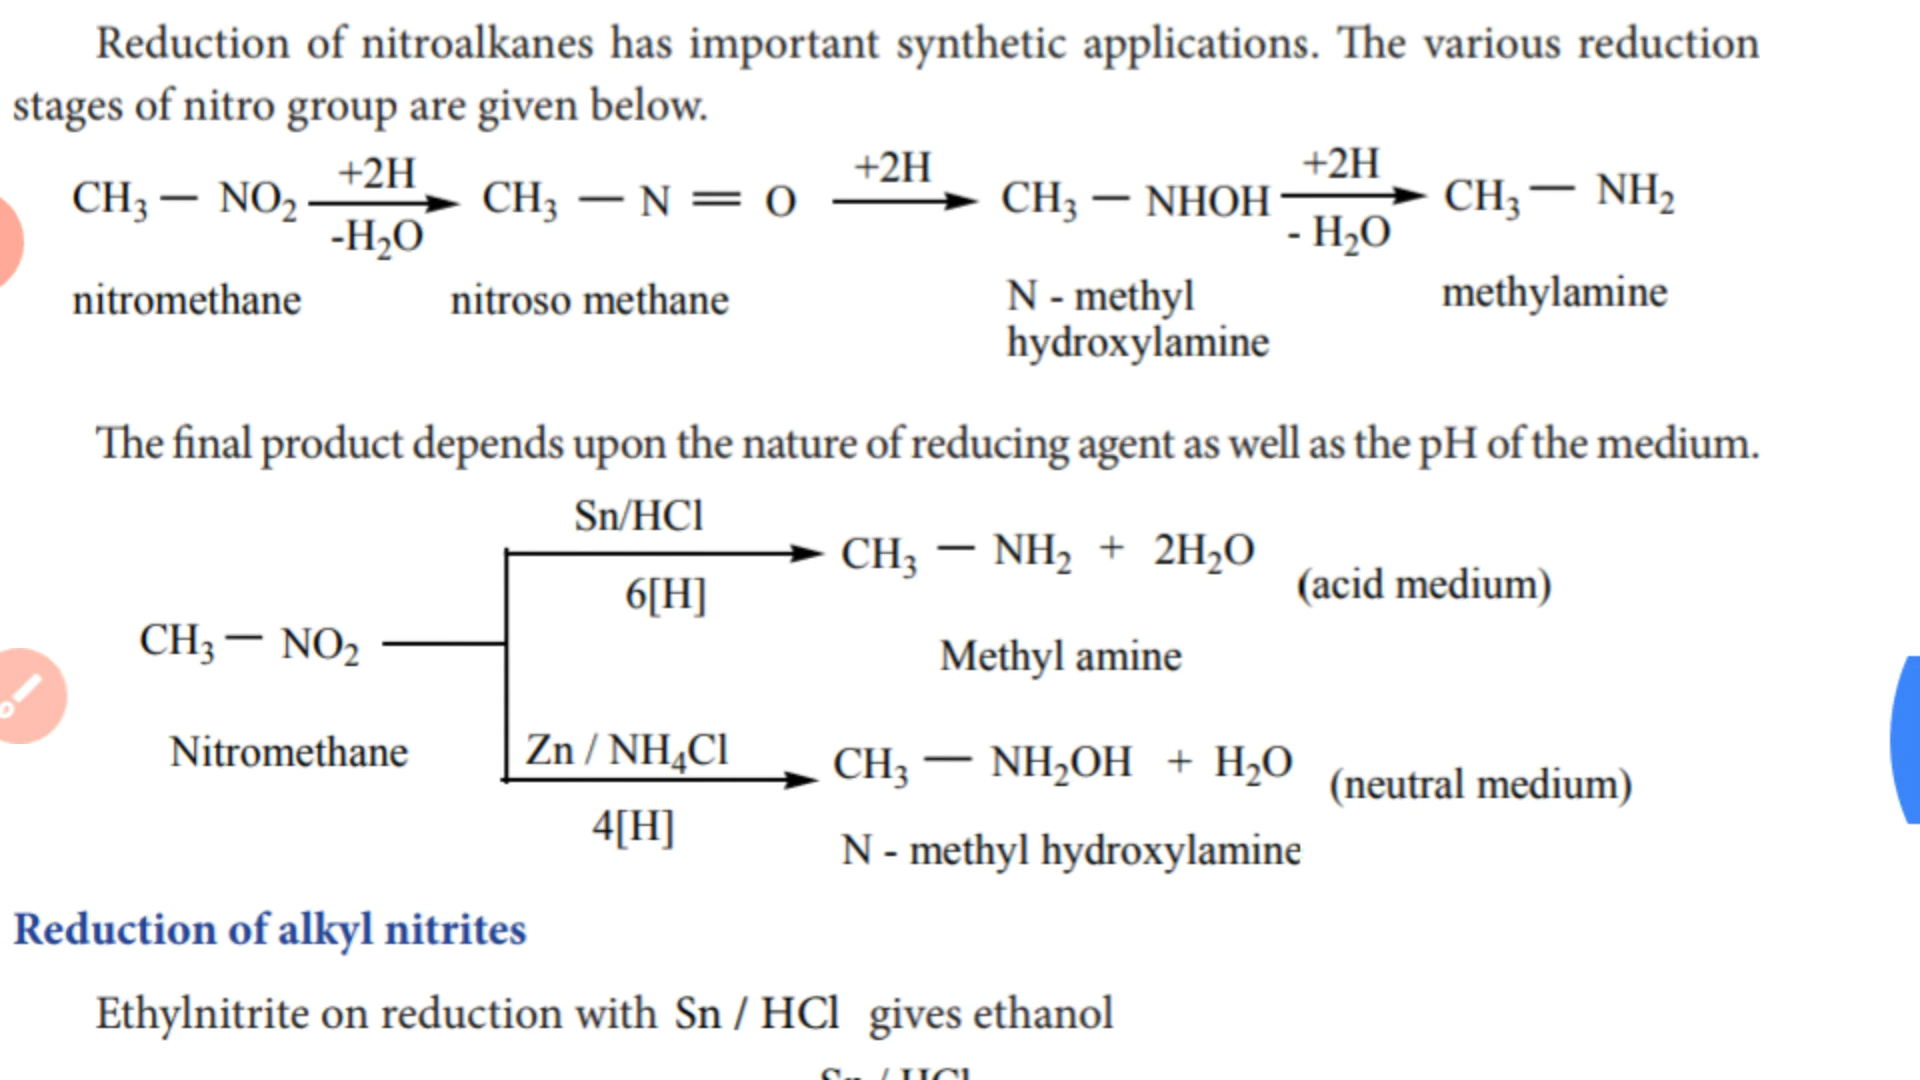 Reduction of nitroalkanes has important synthetic applications. The various reduction
stages of nitro group are given below.
CH₃ — NO₂ +2H -H₂O CH₃ — N = O +2H CH₃ — NHOH +2H - H₂O CH₃ — NH₂
nitromethane nitroso methane N - methyl hydroxylamine methylamine
The final product depends upon the nature of reducing agent as well as the pH of the medium.
Sn/HCl
6[H]
CH₃ — NH₂ + 2H₂O (acid medium)
Methyl amine
CH₃ — NO₂
Nitromethane
Zn / NH₄Cl
4[H]
CH₃ — NH₂OH + H₂O (neutral medium)
N - methyl hydroxylamine
Reduction of alkyl nitrites
Ethylnitrite on reduction with Sn / HCl gives ethanol
Sn / HCl